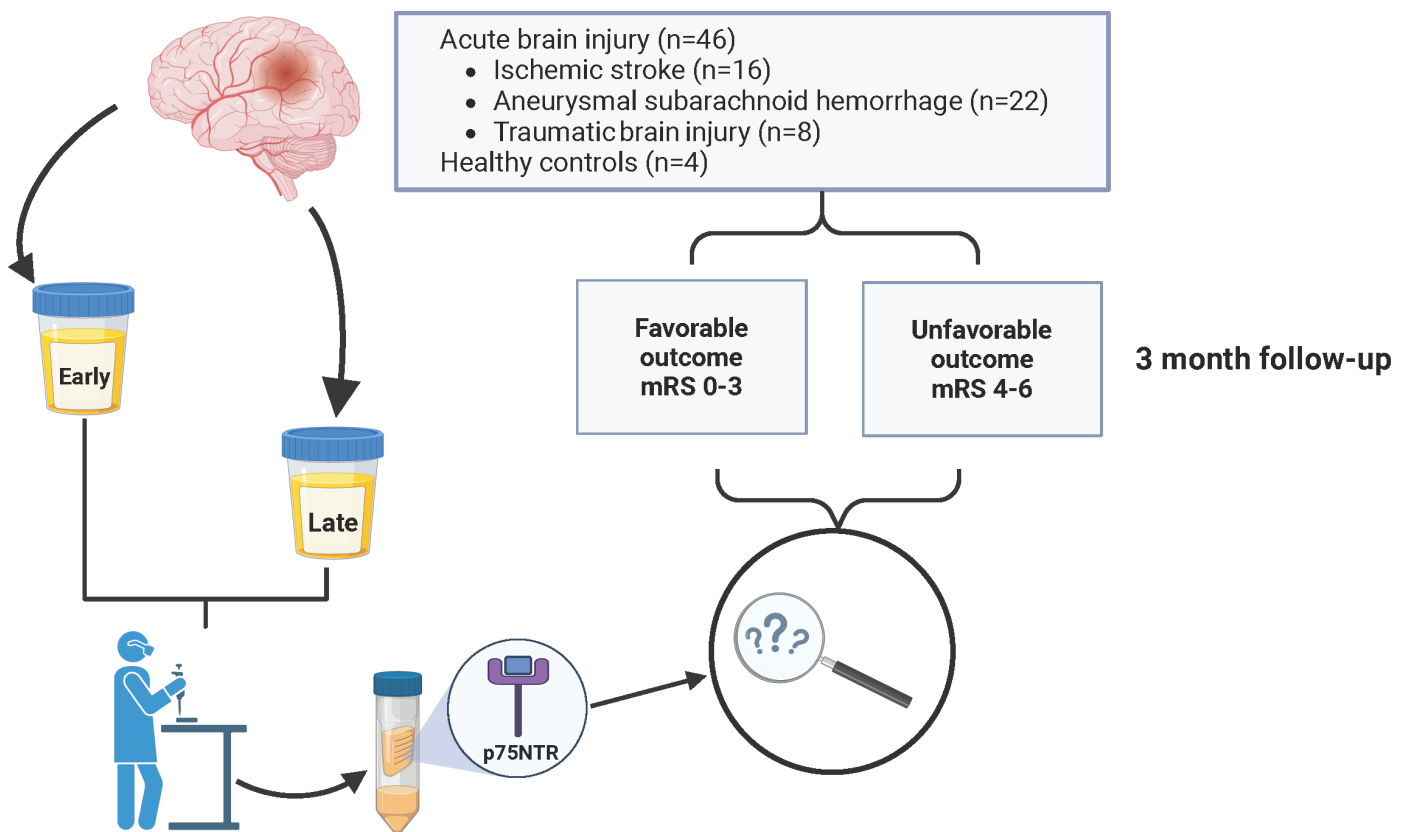 Acute brain injury (n=46)
• Ischemic stroke (n=16)
• Aneurysmal subarachnoid hemorrhage (n=22)
• Traumatic brain injury (n=8)
Healthy controls (n=4)
Favorable
outcome
mRS 0-3
Unfavorable
outcome
mRS 4-6
3 month follow-up
Early
Late
p75NTR
???